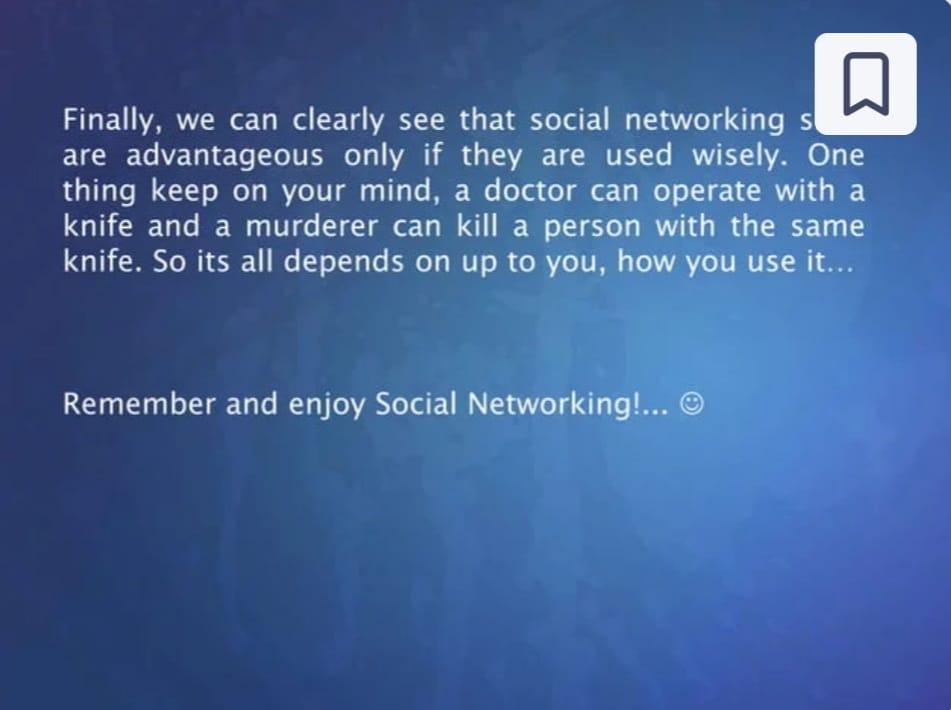 Finally, we can clearly see that social networking
are advantageous only if they are used wisely. One
thing keep on your mind, a doctor can operate with a
knife and a murderer can kill a person with the same
knife. So its all depends on up to you, how you use it...
Remember and enjoy Social Networking!... ☺